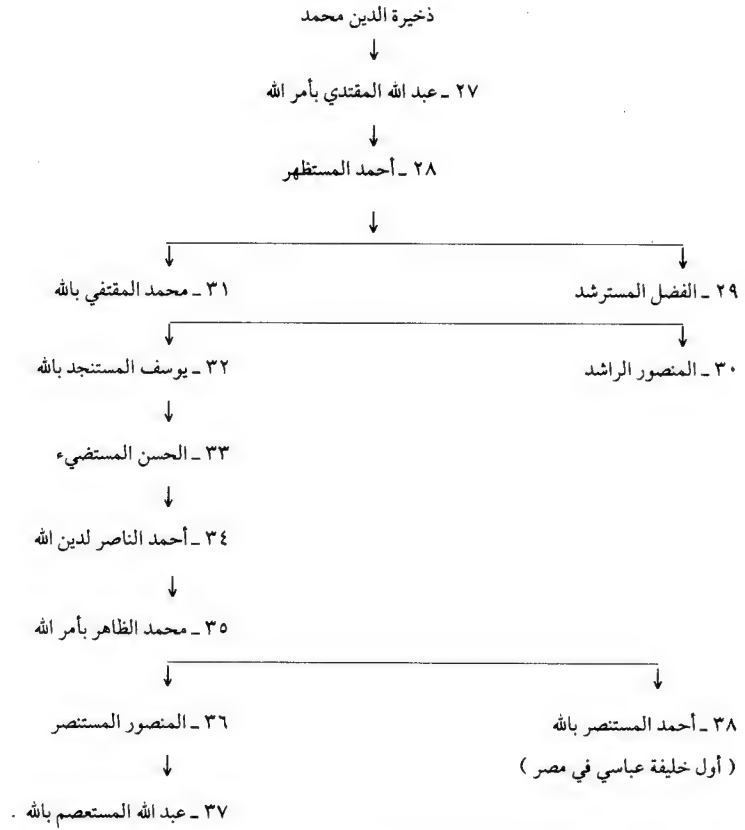 ذخيرة الدين محمد
٢٧ ـ عبد الله المقتدي بأمر الله
٢٨ ـ أحمد المستظهر
٢٩ ـ الفضل المسترشد
٣١ ـ محمد المقتفي بالله
٣٠ ـ المنصور الراشد
٣٢ ـ يوسف المستنجد بالله
٣٣ ـ الحسن المستضيء
٣٤ ـ أحمد الناصر لدين الله
٣٥ ـ محمد الظاهر بأمر الله
٣٨ ـ أحمد المستنصر بالله
٣٦ ـ المنصور المستنصر
( أول خليفة عباسي في مصر )
٣٧ ـ عبد الله المستعصم بالله .